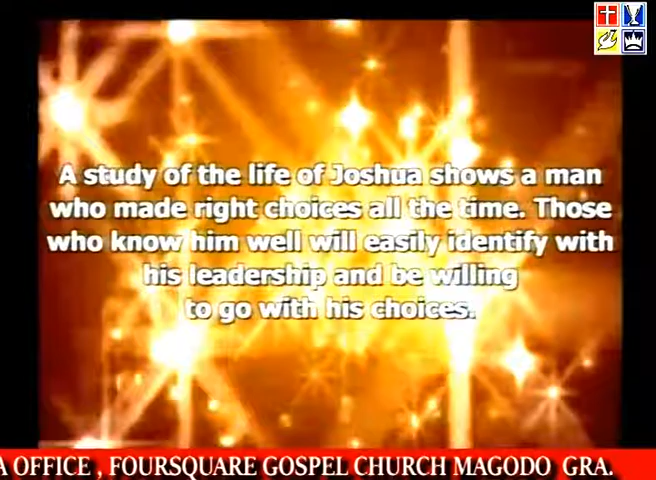 A study of the life of Joshua shows a man
who made right choices all the time. Those
who know him well will easily identify with
his leadership and be willing
to go with his choices.
A OFFICE , FOURSQUARE GOSPEL CHURCH MAGODO GRA.